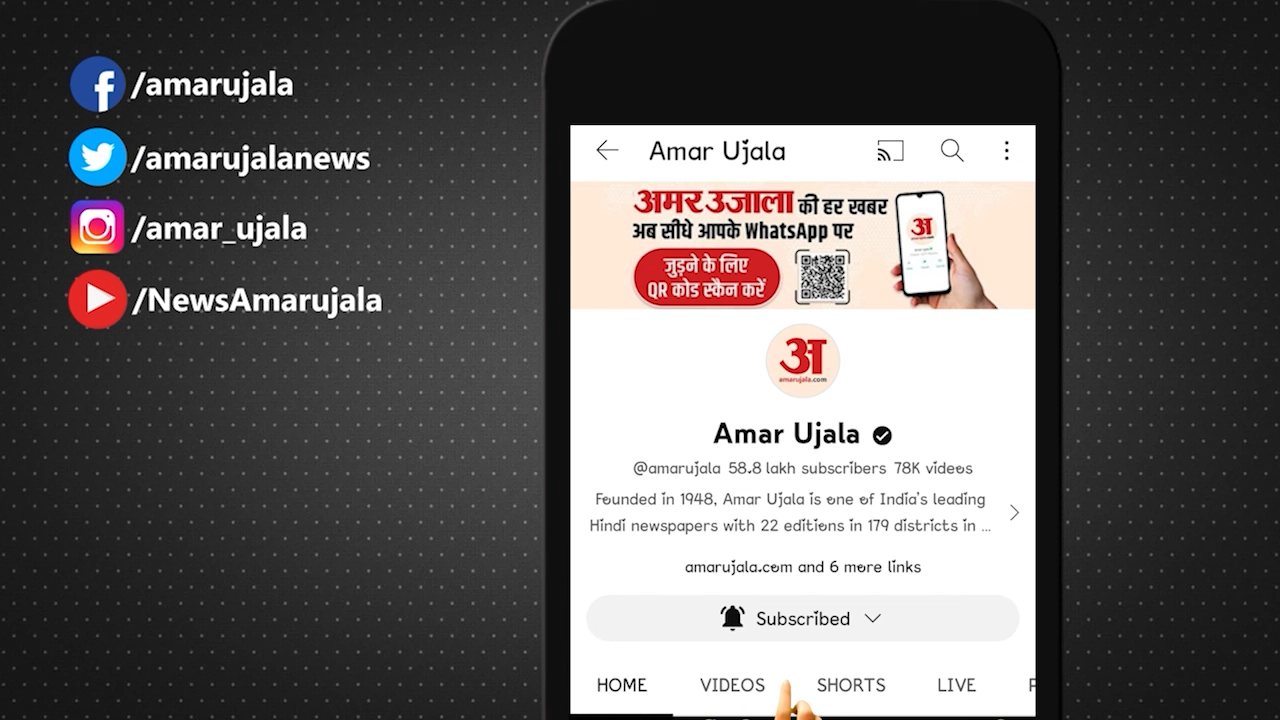 /amarujala
/amarujalanews
/amar_ujala
/NewsAmarujala
Amar Ujala
अमर उजाला की हर खबर
अब सीधे आपके WhatsApp पर
जुड़ने के लिए
QR कोड स्कैन करें
अ
अ
amarujala.com
Amar Ujala
@amarujala 58.8 lakh subscribers 78K videos
Founded in 1948, Amar Ujala is one of India's leading
Hindi newspapers with 22 editions in 179 districts in ...
amarujala.com and 6 more links
Subscribed
HOME VIDEOS SHORTS LIVE